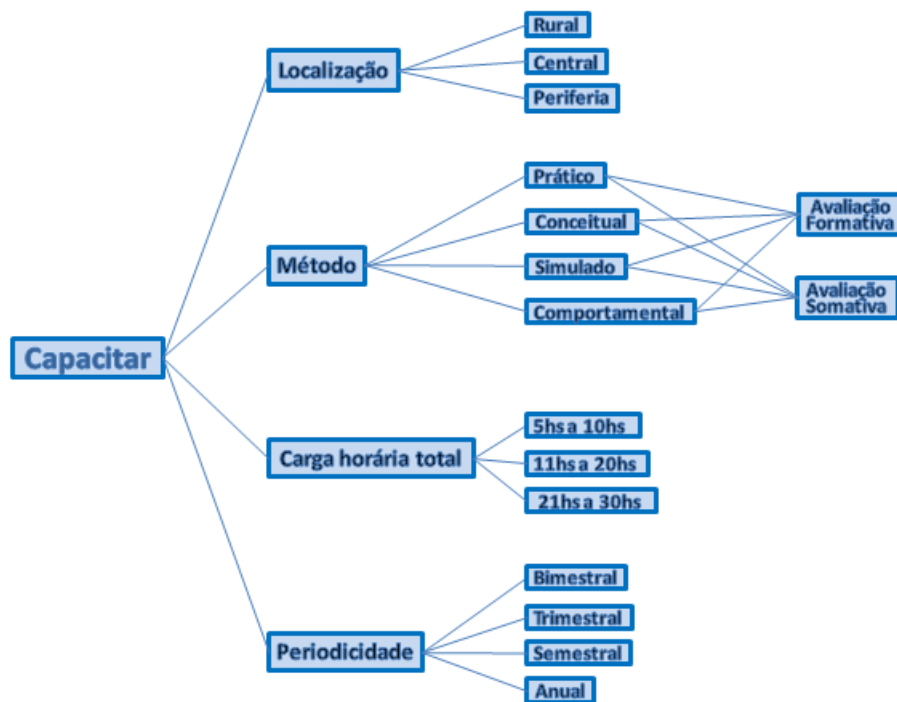 Capacitar
Localização
Rural
Central
Periferia
Método
Prático
Conceitual
Simulado
Comportamental
Avaliação
Formativa
Avaliação
Somativa
Carga horária total
5hs a 10hs
11hs a 20hs
21hs a 30hs
Periodicidade
Bimestral
Trimestral
Semestral
Anual